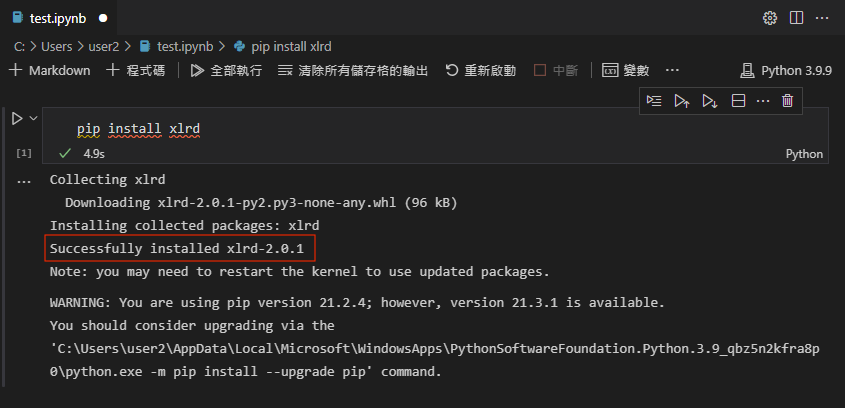 test.ipynb
C: > Users > user2 > test.ipynb > pip install xlrd
+ Markdown + 程式碼 全部執行 清除所有儲存格的輸出 重新啟動 中斷 變數 ... Python 3.9.9
pip install xlrd
[1] 4.9s Python
Collecting xlrd
Downloading xlrd-2.0.1-py2.py3-none-any.whl (96 kB)
Installing collected packages: xlrd
Successfully installed xlrd-2.0.1
Note: you may need to restart the kernel to use updated packages.
WARNING: You are using pip version 21.2.4; however, version 21.3.1 is available.
You should consider upgrading via the
'C:\Users\user2\AppData\Local\Microsoft\WindowsApps\PythonSoftwareFoundation.Python.3.9_qbz5n2kfra8p
0\python.exe -m pip install --upgrade pip' command.